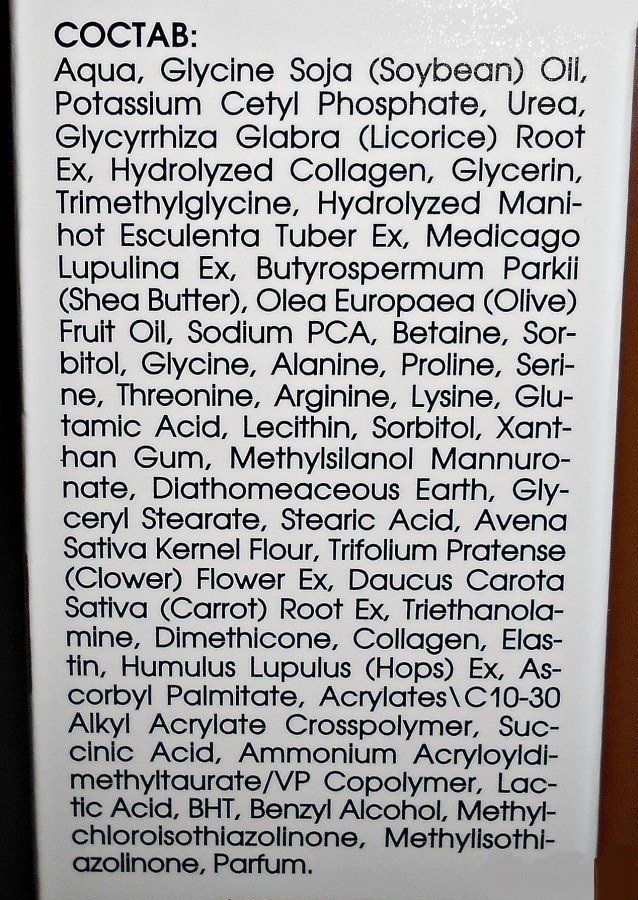 СОСТАВ:
Aqua, Glycine Soja (Soybean) Oil,
Potassium Cetyl Phosphate, Urea,
Glycyrrhiza Glabra (Licorice) Root
Ex, Hydrolyzed Collagen, Glycerin,
Trimethylglycine, Hydrolyzed Mani-
hot Esculenta Tuber Ex, Medicago
Lupulina Ex, Butyrospermum Parkii
(Shea Butter), Olea Europaea (Olive)
Fruit Oil, Sodium PCA, Betaine, Sor-
bitol, Glycine, Alanine, Proline, Seri-
ne, Threonine, Arginine, Lysine, Glu-
tamic Acid, Lecithin, Sorbitol, Xant-
han Gum, Methylsilanol Mannuro-
nate, Diathomeaceous Earth, Gly-
ceryl Stearate, Stearic Acid, Avena
Sativa Kernel Flour, Trifolium Pratense
(Clower) Flower Ex, Daucus Carota
Sativa (Carrot) Root Ex, Triethanola-
mine, Dimethicone, Collagen, Elas-
tin, Humulus Lupulus (Hops) Ex, As-
corbyl Palmitate, Acrylates\C10-30
Alkyl Acrylate Crosspolymer, Suc-
cinic Acid, Ammonium Acryloyldi-
methyltaurate/VP Copolymer, Lac-
tic Acid, BHT, Benzyl Alcohol, Methyl-
chloroisothiazolinone, Methylisothi-
azolinone, Parfum.